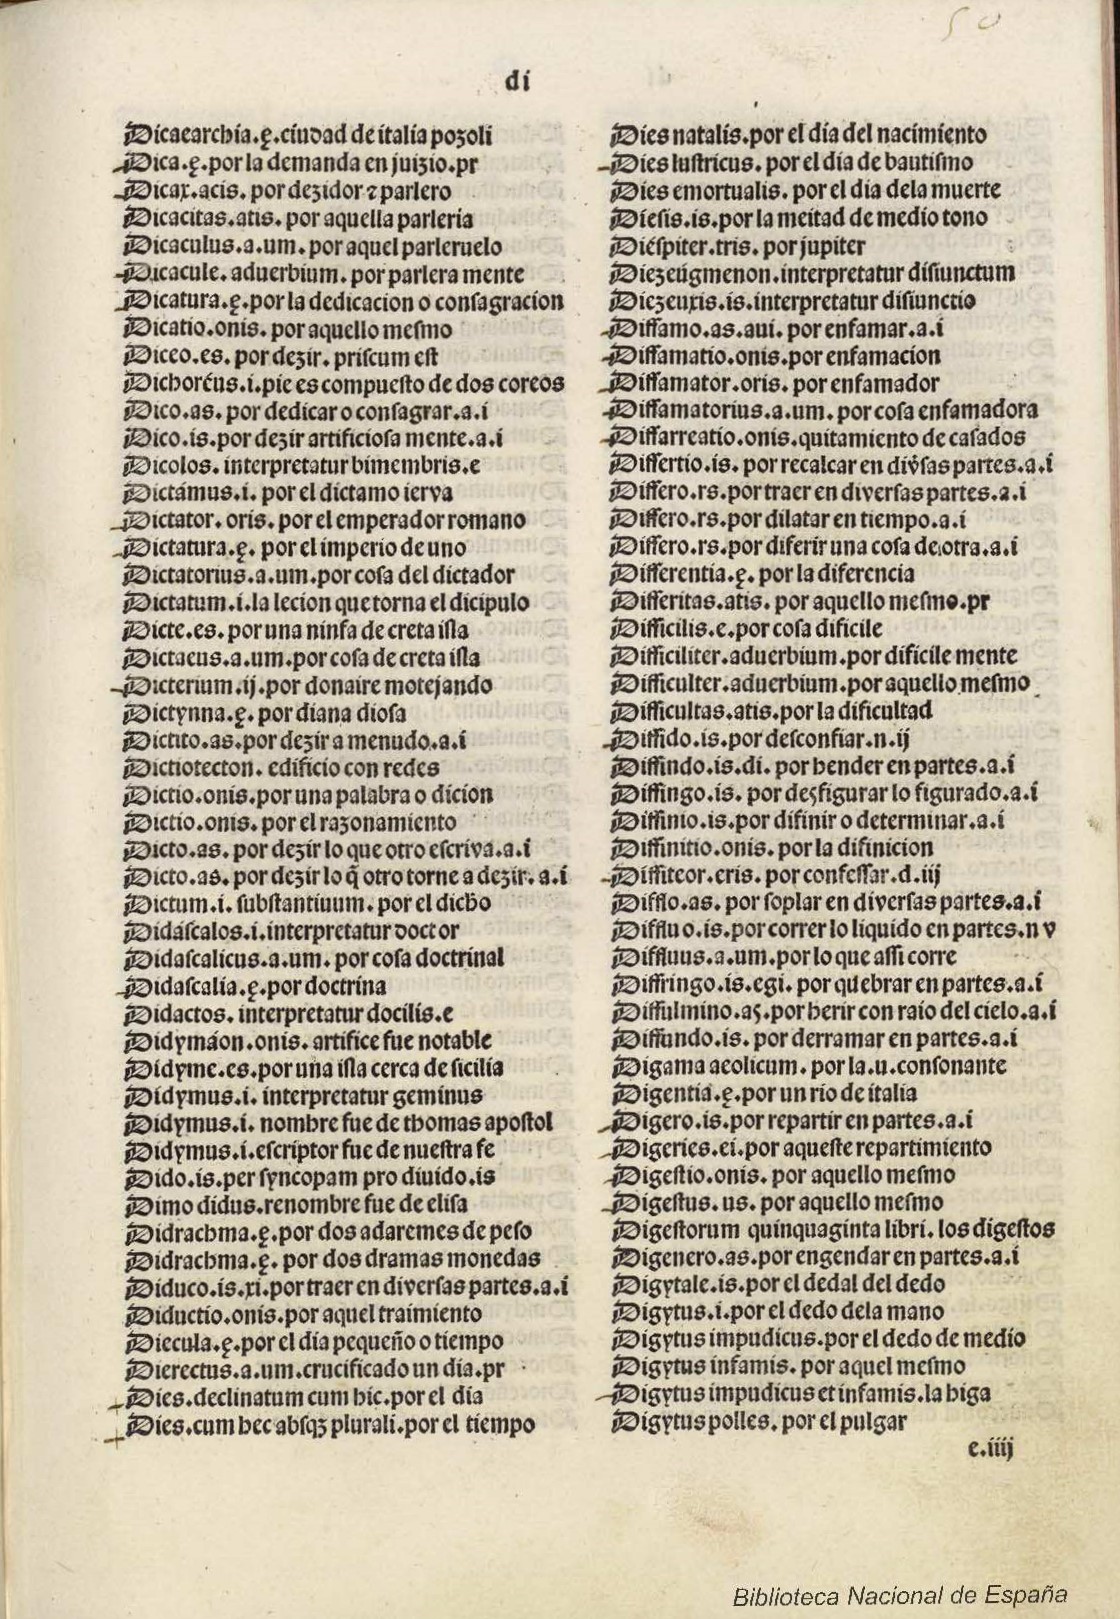 50
di
Dicaearchia.ę.ciudad de italia pozoli
Dica.ę.por la demanda en juizio.pr
Dicax.acis. por dezidor ⁊ parlero
Dicacitas.atis. por aquella parleria
Dicaculus.a.um. por aquel parleruelo
Dicacule. aduerbium. por parlera mente
Dicatura.ę.por la dedicacion o consagracion
Dicatio.onis. por aquello mesmo
Diceo.es. por dezir. priscum est
Dichoréus.i.pie es compuesto de dos coreos
Dico.as. por dedicar o consagrar.a.i
Dico.is.por dezir artificiosa mente.a.i
Dicolos. interpretatur bimembris.e
Dictámus.i. por el dictamo ierva
Dictator. oris. por el emperador romano
Dictatura.ę. por el imperio de uno
Dictatorius.a.um.por cosa del dictador
Dictatum.i.la lecion que torna el dicipulo
Dicte.es. por una ninfa de creta isla
Dictaeus.a.um.por cosa de creta isla
Dicterium.ij.por donaire motejando
Dictynna.ę. por diana diosa
Dictito.as.por dezir a menudo.a.i
Dictiotecton. edificio con redes
Dictio.onis.por una palabra o dicion
Dictio.onis. por el razonamiento
Dicto.as. por dezir lo que otro escriva.a.i
Dicto.as. por dezir lo q̃ otro torne a dezir. a.i
Dictum.i. substantiuum. por el dicho
Didáscalos.i.interpretatur doctor
Didascalicus.a.um. por cosa doctrinal
Didascalia.ę.por doctrina
Didactos. interpretatur docilis.e
Didymáon.onis. artifice fue notable
Didyme.es.por una isla cerca de sicilia
Didymus.i. interpretatur geminus
Didymus.i. nombre fue de thomas apostol
Didymus.i.escriptor fue de nuestra fe
Dido.is.per syncopam pro diuido.is
Dimo didus.renombre fue de elisa
Didrachma.ę.por dos adaremes de peso
Didrachma.ę. por dos dramas monedas
Diduco.is.xi.por traer en diversas partes.a.i
Diductio.onis.por aquel traimiento
Diecula.ę.por el dia pequeño o tiempo
Dierectus.a.um.crucificado un dia.pr
Dies.declinatum cum hic.por el dia
Dies.cum hec absqꝫ plurali.por el tiempo
Dies natalis.por el dia del nacimiento
Dies lustricus. por el dia de bautismo
Dies emortualis. por el dia dela muerte
Diesis.is.por la meitad de medio tono
Diéspiter.tris. por jupiter
Diezeúgmenon.interpretatur disiunctum
Diezeuxis.is.interpretatur disiunctio
Diffamo.as.aui. por enfamar.a.i
Diffamatio.onis.por enfamacion
Diffamator.oris. por enfamador
Diffamatorius.a.um. por cosa enfamadora
Diffarreatio.onis.quitamiento de casados
Differtio.is. por recalcar en diṽsas partes.a.i
Differo.rs.por traer en diversas partes.a.i
Differo.rs.por dilatar en tiempo.a.i
Differo.rs.por diferir una cosa de otra.a.i
Differentia.ę. por la diferencia
Differitas.atis. por aquello mesmo.pr
Difficilis.e.por cosa dificile
Difficiliter.aduerbium.por dificile mente
Difficulter.aduerbium.por aquello mesmo
Difficultas.atis.por la dificultad
Diffido.is.por desconfiar.n.ij
Diffindo.is.di. por hender en partes.a.i
Diffingo.is. por desfigurar lo figurado.a.i
Diffinio.is.por difinir o determinar.a.i
Diffinitio.onis. por la difinicion
Diffiteor.eris. por confessar.d.iij
Difflo.as. por soplar en diversas partes.a.i
Diffluo.is.por correr lo liquido en partes.n v
Diffluus.a.um.por lo que assi corre
Diffringo.is.egi. por quebrar en partes.a.i
Diffulmino.as.por herir con raio del cielo.a.i
Diffundo.is. por derramar en partes.a.i
Digama aeolicum. por la.u.consonante
Digentia.ę.por un rio de italia
Digero.is.por repartir en partes.a.i
Digeries.ei.por aqueste repartimiento
Digestio.onis. por aquello mesmo
Digestus.us. por aquello mesmo
Digestorum quinquaginta libri. los digestos
Digenero.as.por engendar en partes.a.i
Digytale.is.por el dedal del dedo
Digytus.i.por el dedo dela mano
Digytus impudicus.por el dedo de medio
Digytus infamis. por aquel mesmo
Digytus impudicus et infamis.la higa
Digytus polles. por el pulgar
e.iiij
Biblioteca Nacional de España